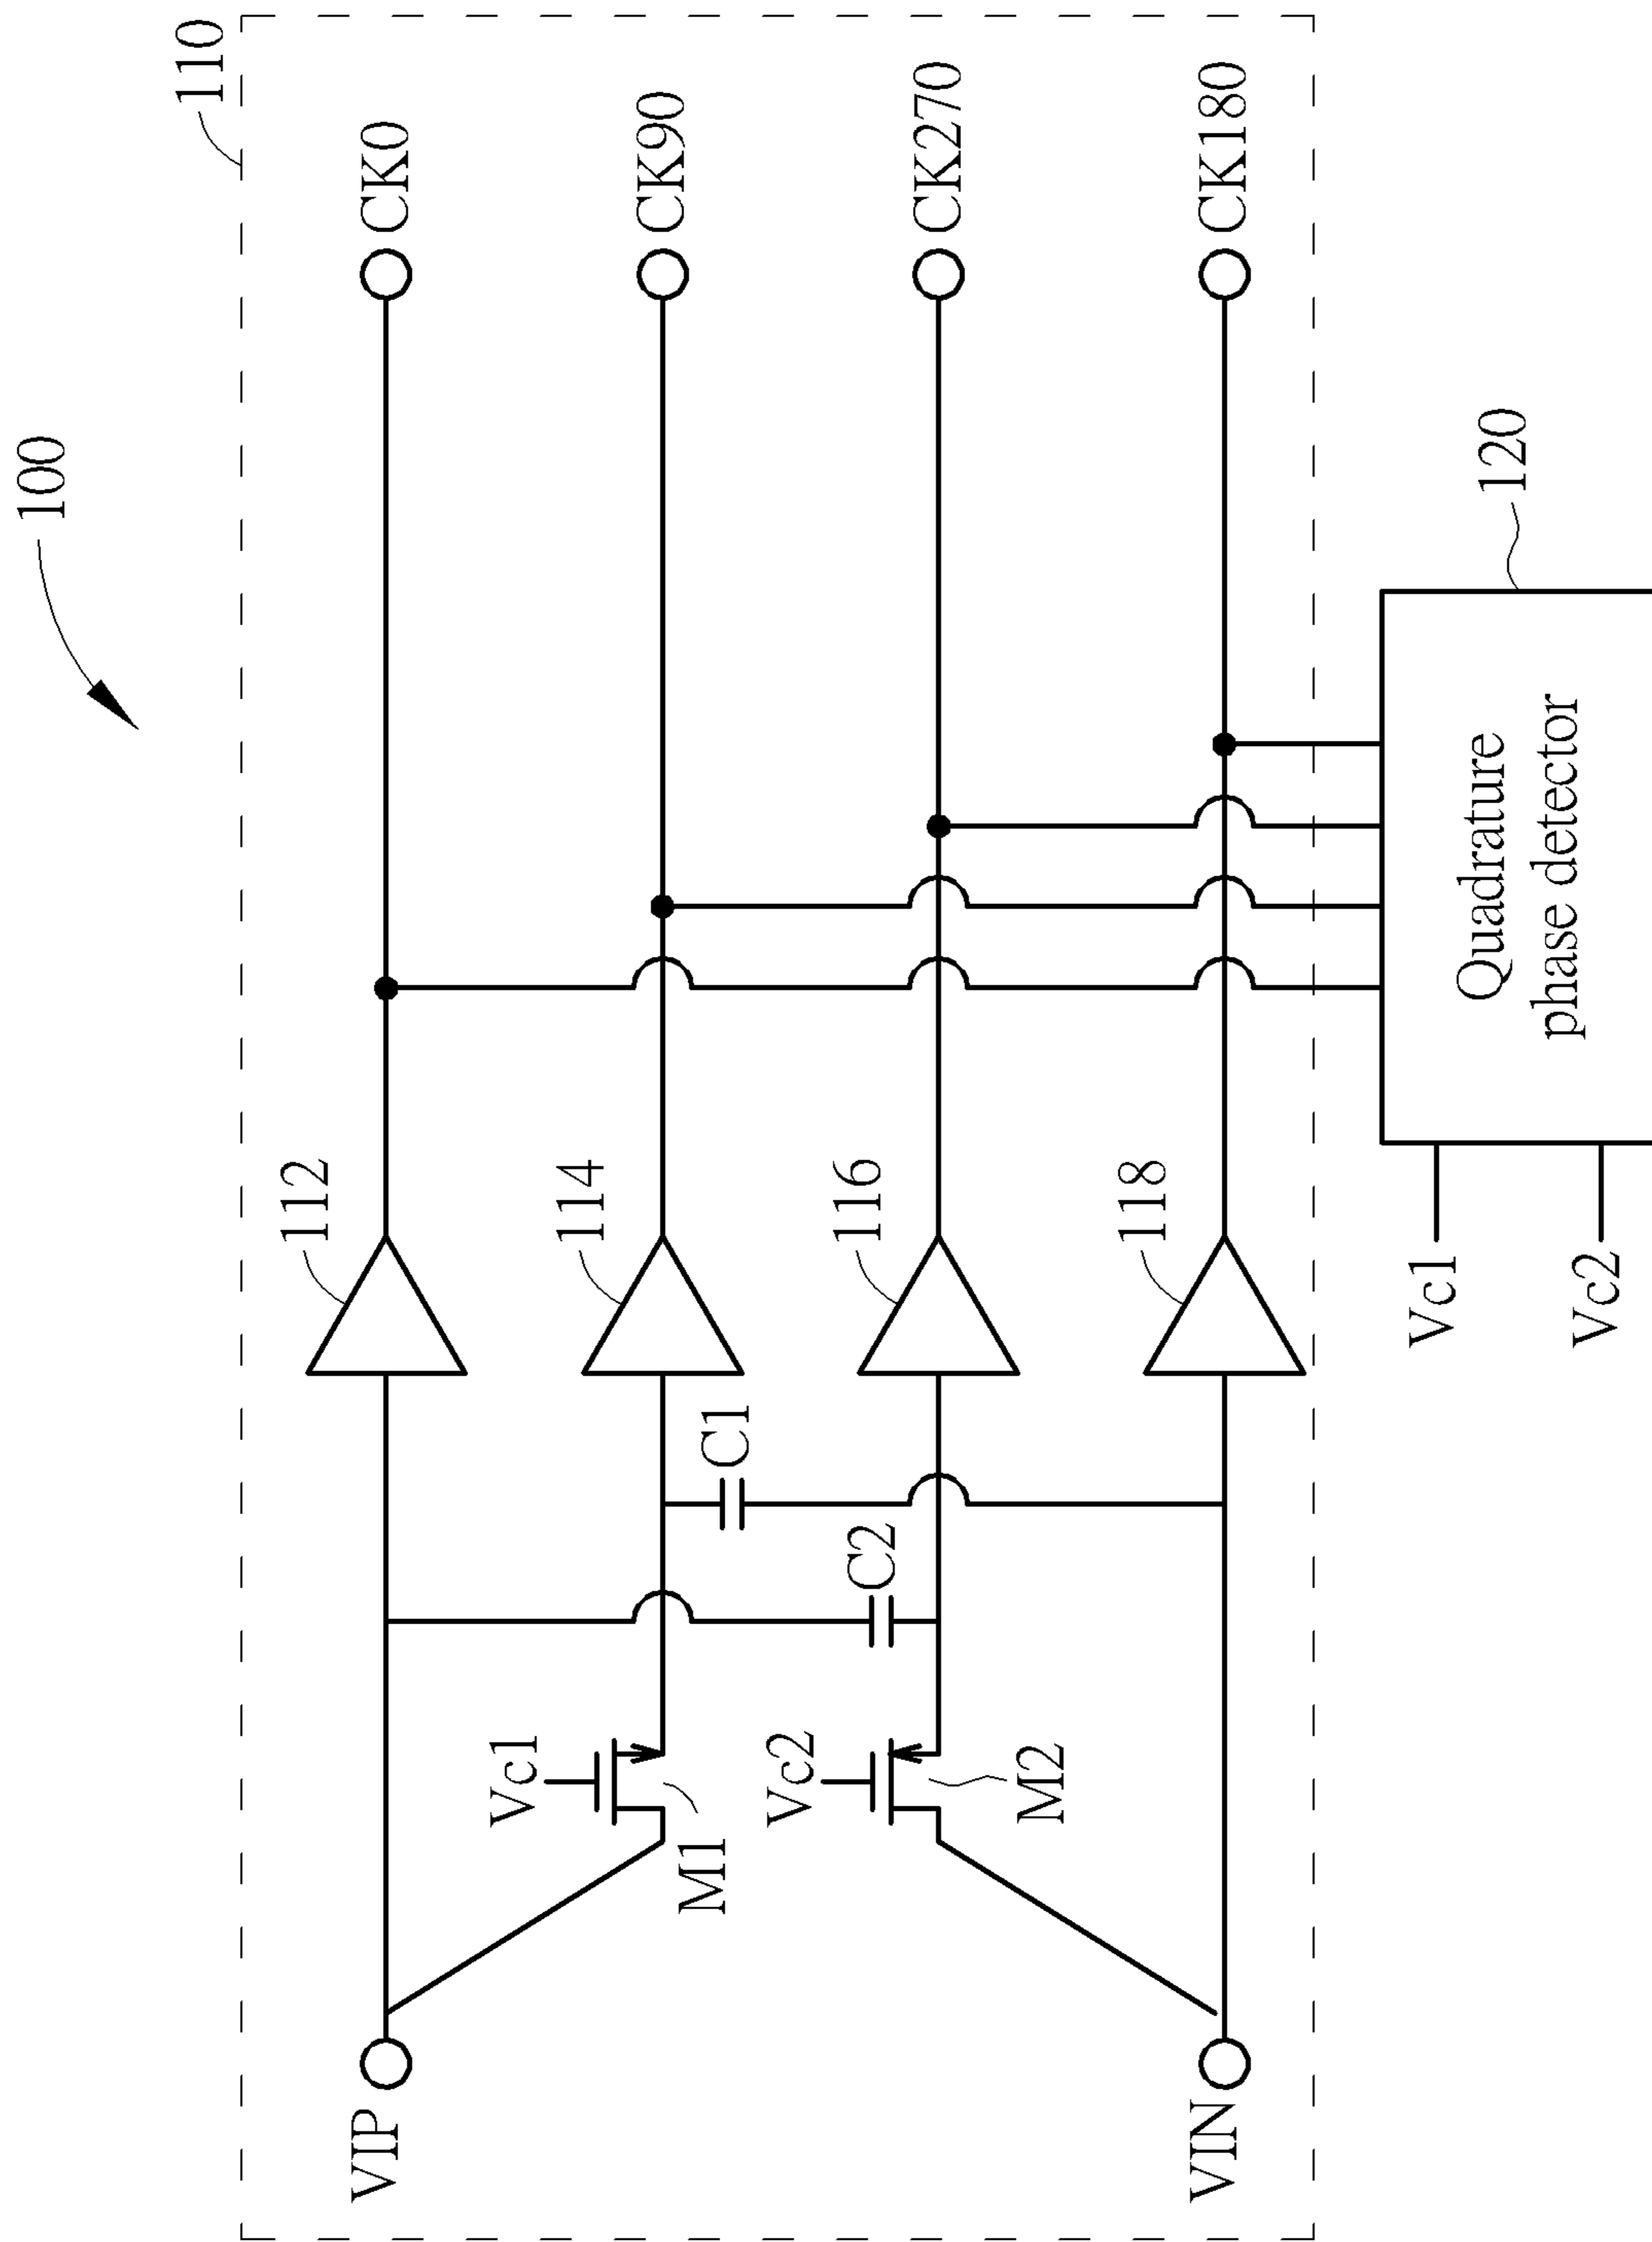 100
110
VIP
112
CK0
Vc1
M1
114
CK90
C1
C2
Vc2
M2
116
CK270
VIN
118
CK180
120
Vc1
Vc2
Quadrature
phase detector